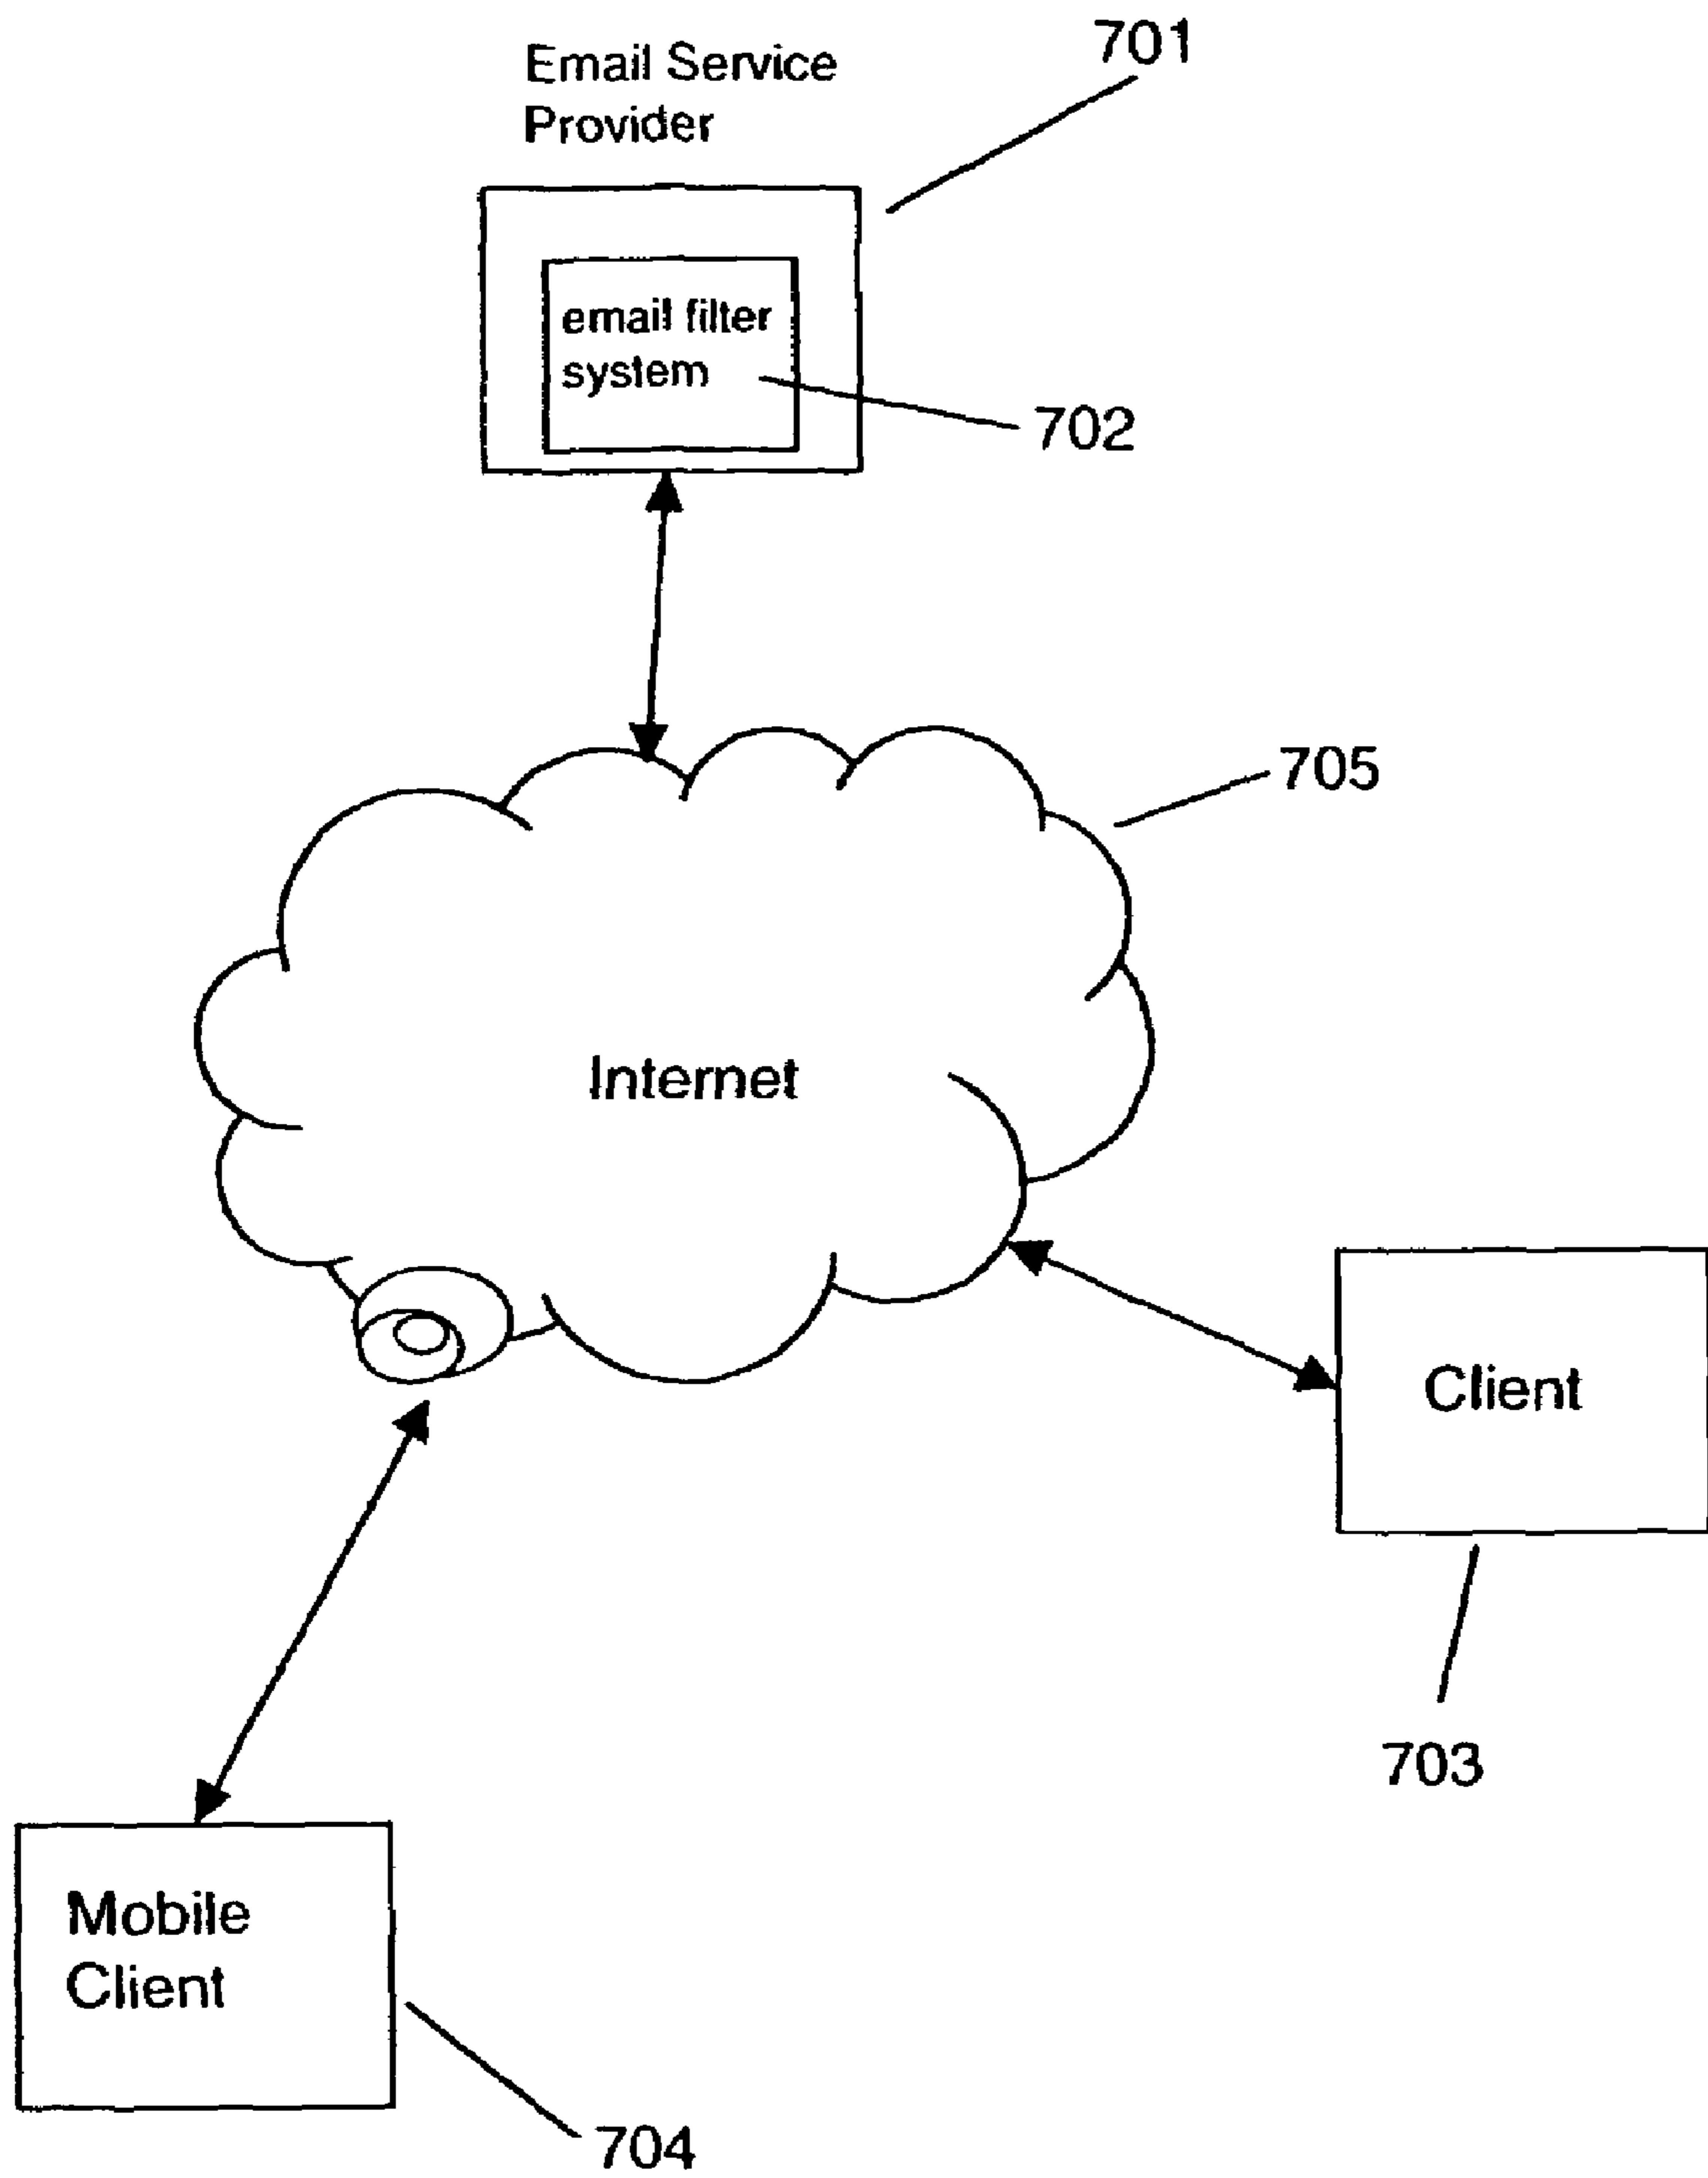 701
Email Service
Provider
email filter
system
702
705
Internet
Client
703
Mobile
Client
704